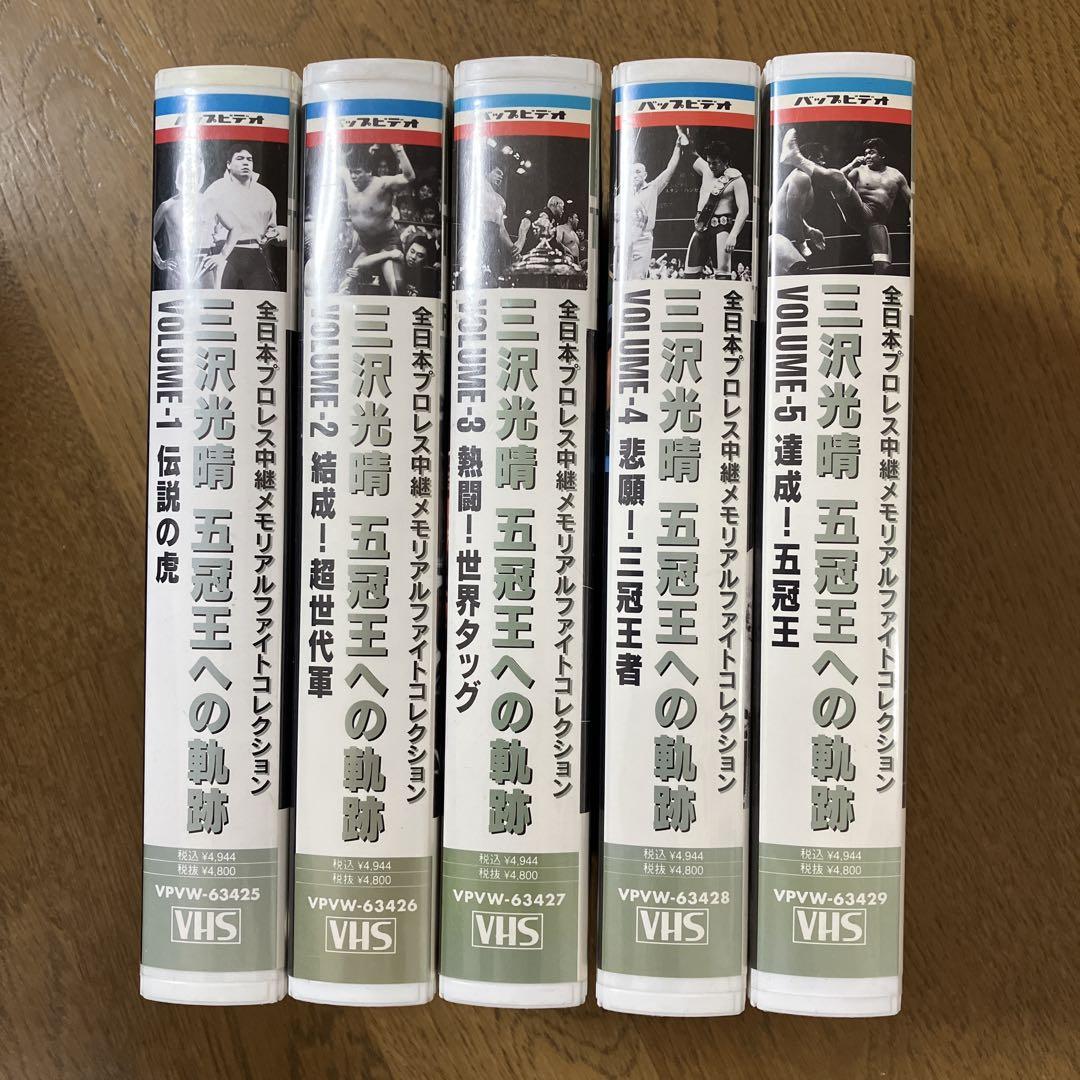 バップビデオ
全日本プロレス中継メモリアルファイトコレクション
三沢光晴 五冠王への軌跡
VOLUME-1 伝説の虎
税込 ¥4,944
税抜 ¥4,800
VPVW-63425
VHS
バップビデオ
全日本プロレス中継メモリアルファイトコレクション
三沢光晴 五冠王への軌跡
VOLUME-2 結成!超世代軍
税込 ¥4,944
税抜 ¥4,800
VPVW-63426
VHS
バップビデオ
全日本プロレス中継メモリアルファイトコレクション
三沢光晴 五冠王への軌跡
VOLUME-3 熱闘!世界タッグ
税込 ¥4,944
税抜 ¥4,800
VPVW-63427
VHS
バップビデオ
全日本プロレス中継メモリアルファイトコレクション
三沢光晴 五冠王への軌跡
VOLUME-4 悲願!三冠王者
税込 ¥4,944
税抜 ¥4,800
VPVW-63428
VHS
バップビデオ
全日本プロレス中継メモリアルファイトコレクション
三沢光晴 五冠王への軌跡
VOLUME-5 達成!五冠王
税込 ¥4,944
税抜 ¥4,800
VPVW-63429
VHS